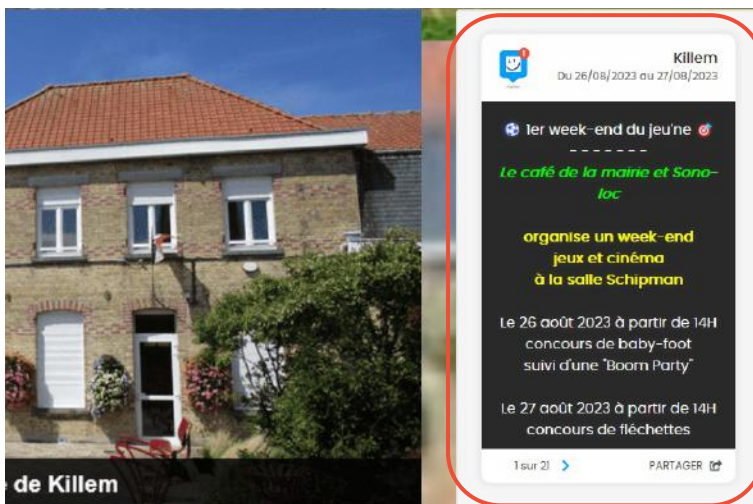 Killem
Du 26/08/2023 au 27/08/2023
1er week-end du jeu'ne
- - - - - - -
Le café de la mairie et Sono-
loc
organise un week-end
jeux et cinéma
à la salle Schipman
Le 26 août 2023 à partir de 14H
concours de baby-foot
suivi d'une "Boom Party"
Le 27 août 2023 à partir de 14H
concours de fléchettes
1 sur 21
PARTAGER
e de Killem